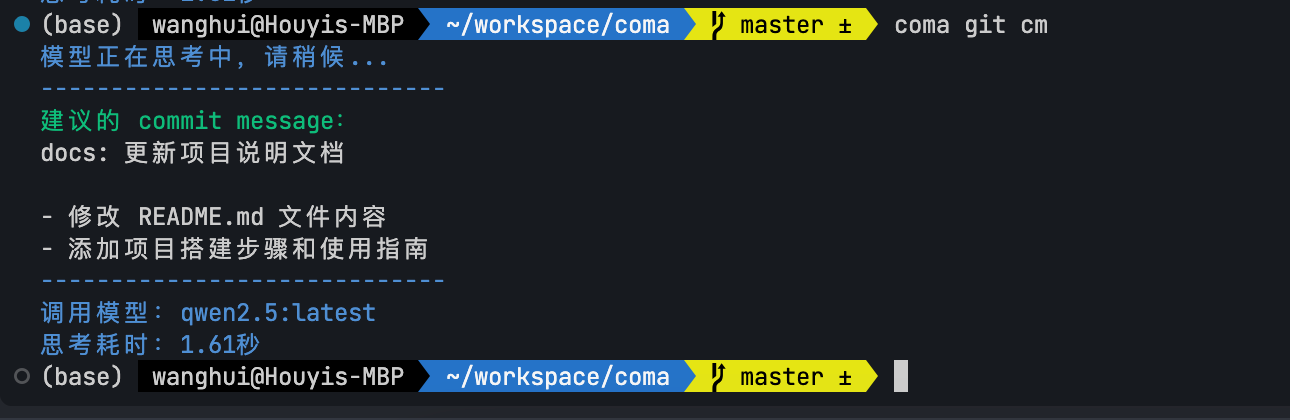 (base) wanghui@Houyis-MBP ~/workspace/coma master ± coma git cm
模型正在思考中, 请稍候...
-----------------------------
建议的 commit message:
docs: 更新项目说明文档
- 修改 README.md 文件内容
- 添加项目搭建步骤和使用指南
-----------------------------
调用模型: qwen2.5:latest
思考耗时: 1.61秒
(base) wanghui@Houyis-MBP ~/workspace/coma master ±